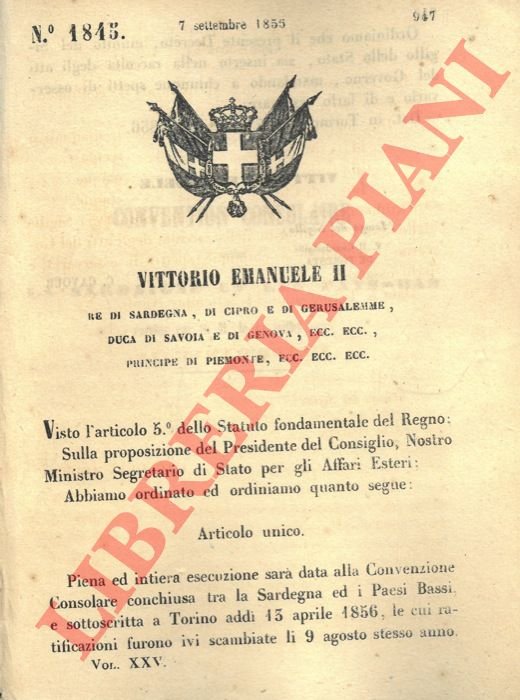 N.º 1845.
7 settembre 1856
947
VITTORIO EMANUELE II
RE DI SARDEGNA, DI CIPRO E DI GERUSALEMME,
DUCA DI SAVOIA E DI GENOVA, ECC. ECC.,
PRINCIPE DI PIEMONTE, ECC. ECC. ECC.
Visto l'articolo 5.º dello Statuto fondamentale del Regno;
Sulla proposizione del Presidente del Consiglio, Nostro
Ministro Segretario di Stato per gli Affari Esteri;
Abbiamo ordinato ed ordiniamo quanto segue:
Articolo unico.
Piena ed intiera esecuzione sarà data alla Convenzione
Consolare conchiusa tra la Sardegna ed i Paesi Bassi,
e sottoscritta a Torino addì 13 aprile 1856, le cui ra-
tificazioni furono ivi scambiate li 9 agosto stesso anno.
VOL. XXV.
LIBRERIA PIANI